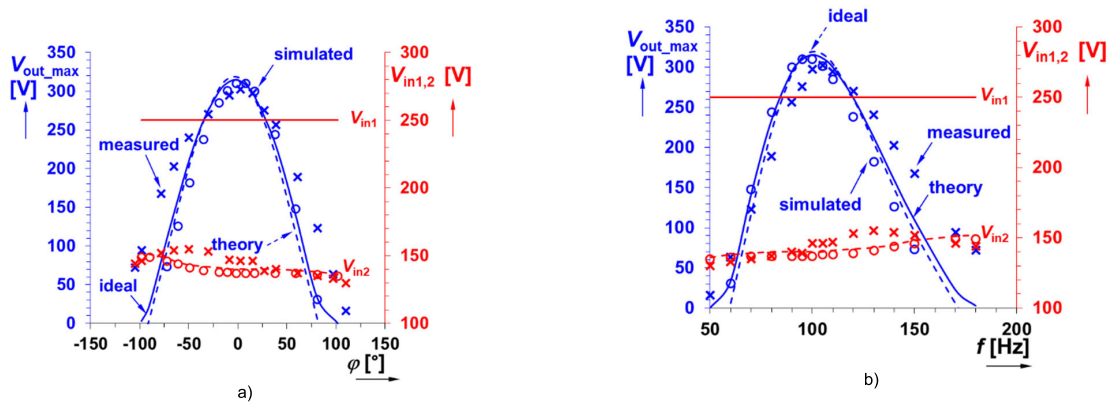 V_out_max
[V]
350
300
250
200
150
100
50
0
-150
-100
-50
0
50
100
150
φ [°]
300
250
200
150
100
V_in1,2 [V]
simulated
V_in1
measured
theory
V_in2
ideal
a)
V_out_max
[V]
350
300
250
200
150
100
50
0
50
100
150
200
f [Hz]
300
250
200
150
100
V_in1,2 [V]
ideal
V_in1
measured
theory
simulated
V_in2
b)